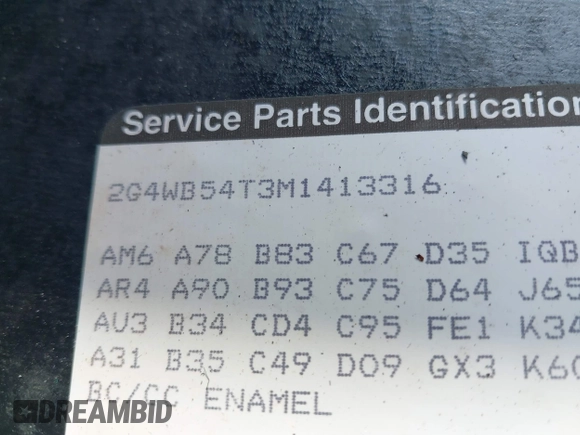 Service Parts Identification
2G4WB54T3M1413316
AM6 A78 B83 C67 D35 IQB
AR4 A90 B93 C75 D64 J65
AU3 B34 CD4 C95 FE1 K34
A31 B35 C49 D09 GX3 K60
BC/CC ENAMEL
DREAMBID